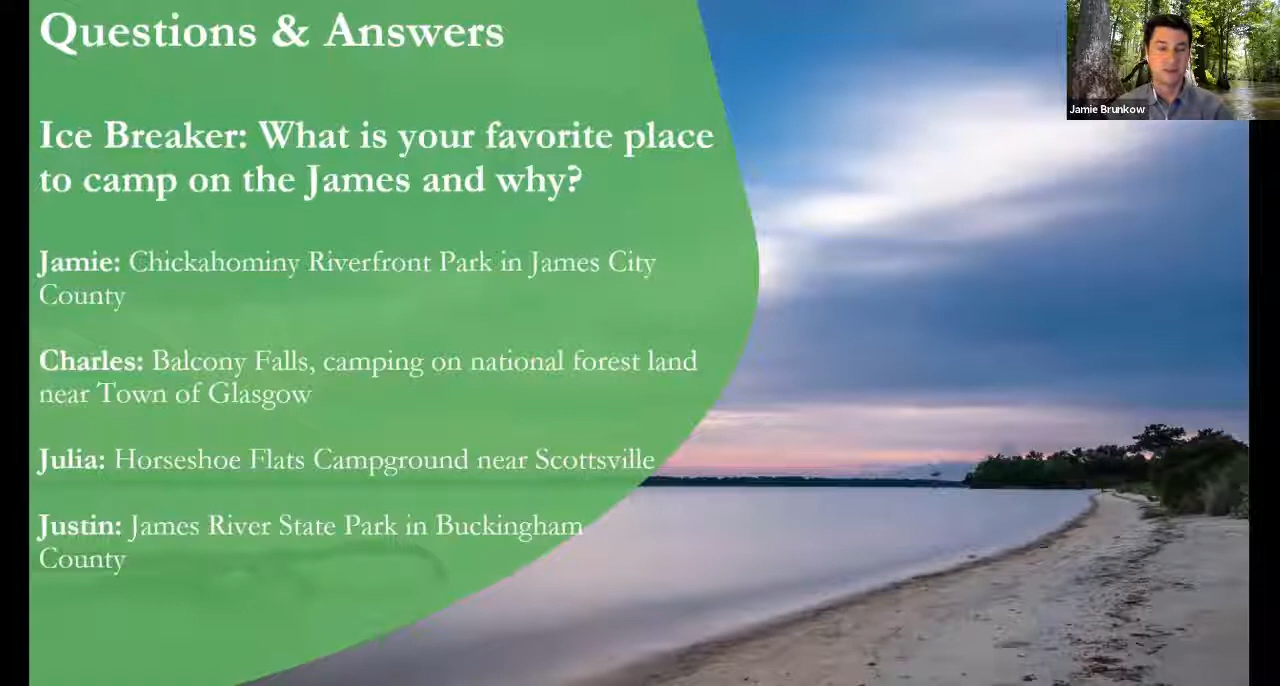 Questions & Answers
Ice Breaker: What is your favorite place
to camp on the James and why?
Jamie: Chickahominy Riverfront Park in James City
County
Charles: Balcony Falls, camping on national forest land
near Town of Glasgow
Julia: Horseshoe Flats Campground near Scottsville
Justin: James River State Park in Buckingham
County
Jamie Brunkow